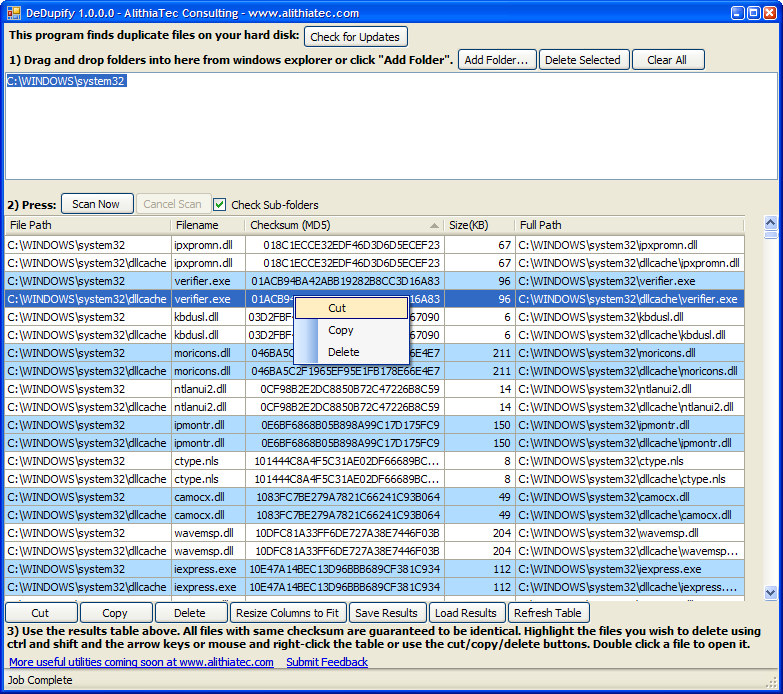 DeDupify 1.0.0.0 - AlithiaTec Consulting - www.alithiatec.com
This program finds duplicate files on your hard disk: Check for Updates
1) Drag and drop folders into here from windows explorer or click "Add Folder". Add Folder... Delete Selected Clear All
C:\WINDOWS\system32
2) Press: Scan Now Cancel Scan Check Sub-folders
File Path Filename Checksum (MD5) Size(KB) Full Path
C:\WINDOWS\system32 ipxpromn.dll 018C1ECCE32EDF46D3D6D5ECEF23 67 C:\WINDOWS\system32\ipxpromn.dll
C:\WINDOWS\system32\dllcache ipxpromn.dll 018C1ECCE32EDF46D3D6D5ECEF23 67 C:\WINDOWS\system32\dllcache\ipxpromn.dll
C:\WINDOWS\system32 verifier.exe 01ACB94BA42ABB19282B8CC3D16A83 96 C:\WINDOWS\system32\verifier.exe
C:\WINDOWS\system32\dllcache verifier.exe 01ACB94 16A83 96 C:\WINDOWS\system32\dllcache\verifier.exe
Cut
C:\WINDOWS\system32 kbdusl.dll 03D2FBF 67090 6 C:\WINDOWS\system32\kbdusl.dll
Copy
C:\WINDOWS\system32\dllcache kbdusl.dll 03D2FBF 67090 6 C:\WINDOWS\system32\dllcache\kbdusl.dll
C:\WINDOWS\system32 moricons.dll 046BA5C 6E4E7 211 C:\WINDOWS\system32\moricons.dll
Delete
C:\WINDOWS\system32\dllcache moricons.dll 046BA5C2F1965EF95E1FB178E66E4E7 211 C:\WINDOWS\system32\dllcache\moricons.dll
C:\WINDOWS\system32 ntlanui2.dll 0CF98B2E2DC8850B72C47226B8C59 14 C:\WINDOWS\system32\ntlanui2.dll
C:\WINDOWS\system32\dllcache ntlanui2.dll 0CF98B2E2DC8850B72C47226B8C59 14 C:\WINDOWS\system32\dllcache\ntlanui2.dll
C:\WINDOWS\system32 ipmontr.dll 0E6BF6868B05B898A99C17D175FC9 150 C:\WINDOWS\system32\ipmontr.dll
C:\WINDOWS\system32\dllcache ipmontr.dll 0E6BF6868B05B898A99C17D175FC9 150 C:\WINDOWS\system32\dllcache\ipmontr.dll
C:\WINDOWS\system32 ctype.nls 101444C8A4F5C31AE02DF66689BC... 8 C:\WINDOWS\system32\ctype.nls
C:\WINDOWS\system32\dllcache ctype.nls 101444C8A4F5C31AE02DF66689BC... 8 C:\WINDOWS\system32\dllcache\ctype.nls
C:\WINDOWS\system32 camocx.dll 1083FC7BE279A7821C66241C93B064 49 C:\WINDOWS\system32\camocx.dll
C:\WINDOWS\system32\dllcache camocx.dll 1083FC7BE279A7821C66241C93B064 49 C:\WINDOWS\system32\dllcache\camocx.dll
C:\WINDOWS\system32 wavemsp.dll 10DFC81A33FF6DE727A38E7446F03B 204 C:\WINDOWS\system32\wavemsp.dll
C:\WINDOWS\system32\dllcache wavemsp.dll 10DFC81A33FF6DE727A38E7446F03B 204 C:\WINDOWS\system32\dllcache\wavemsp...
C:\WINDOWS\system32 iexpress.exe 10E47A14BEC13D96BBB689CF381C934 112 C:\WINDOWS\system32\iexpress.exe
C:\WINDOWS\system32\dllcache iexpress.exe 10E47A14BEC13D96BBB689CF381C934 112 C:\WINDOWS\system32\dllcache\iexpress....
Cut Copy Delete Resize Columns to Fit Save Results Load Results Refresh Table
3) Use the results table above. All files with same checksum are guaranteed to be identical. Highlight the files you wish to delete using
ctrl and shift and the arrow keys or mouse and right-click the table or use the cut/copy/delete buttons. Double click a file to open it.
More useful utilities coming soon at www.alithiatec.com Submit Feedback
Job Complete